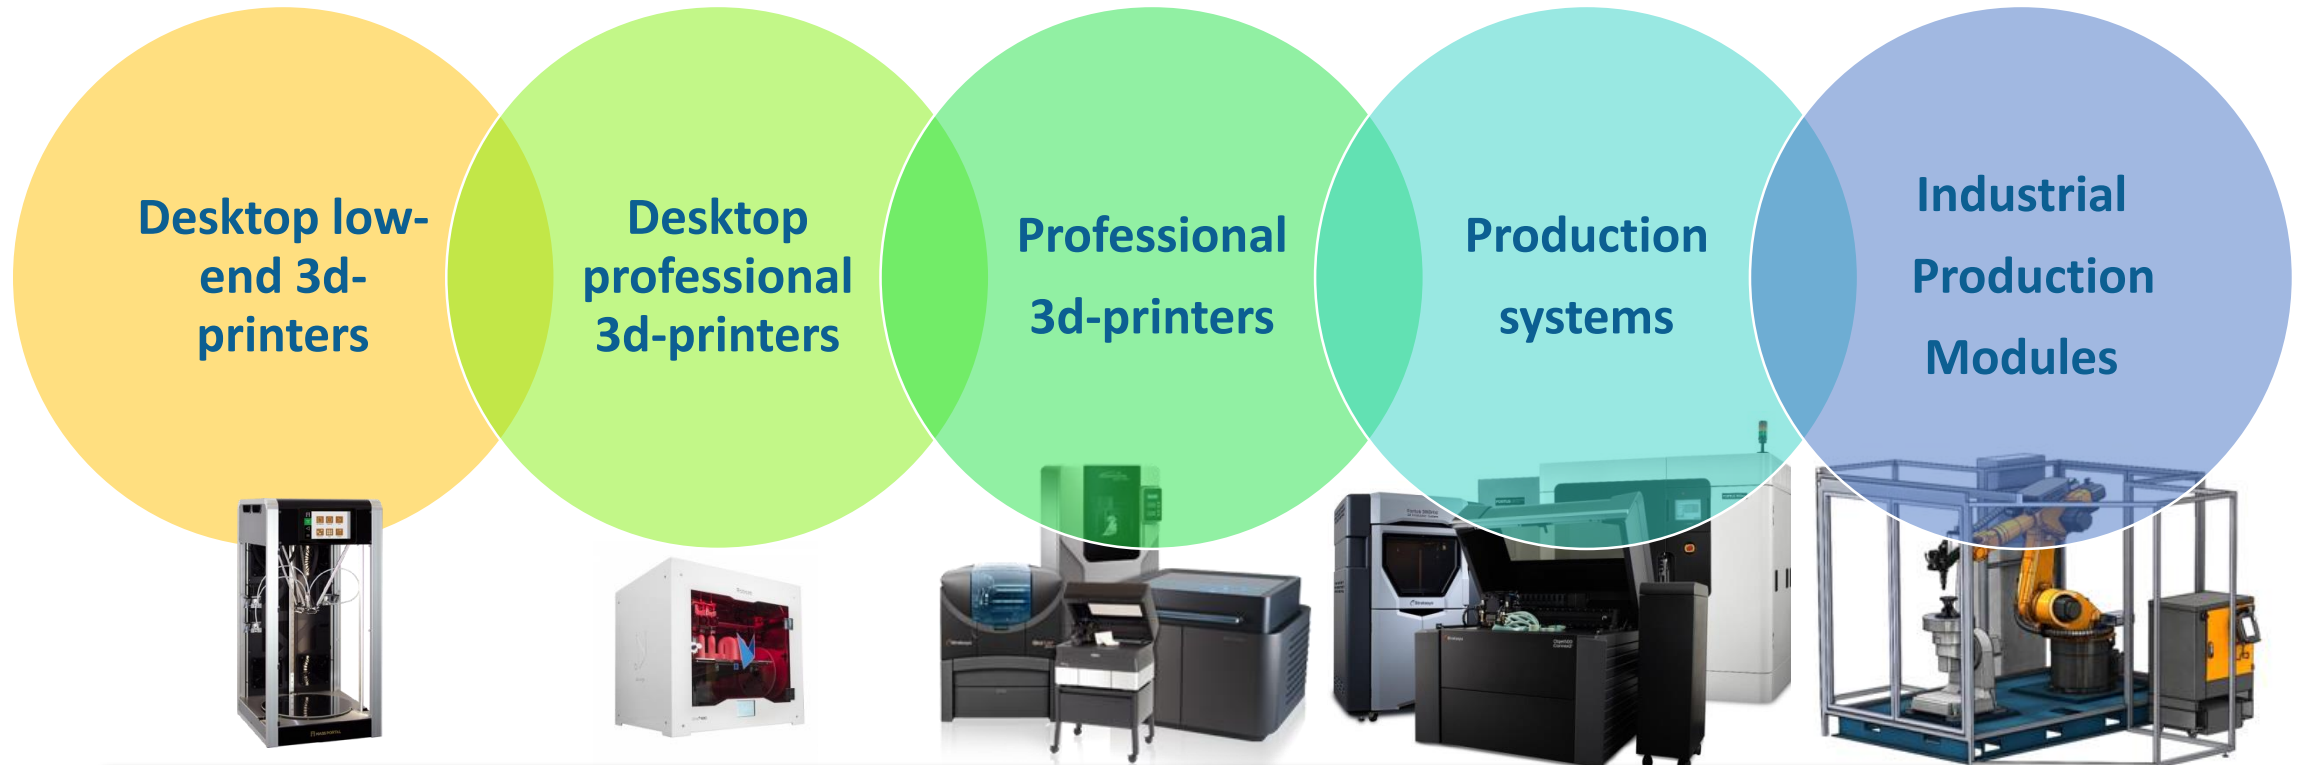 Desktop low-
end 3d-
printers
Desktop
professional
3d-printers
Professional
3d-printers
Production
systems
Industrial
Production
Modules